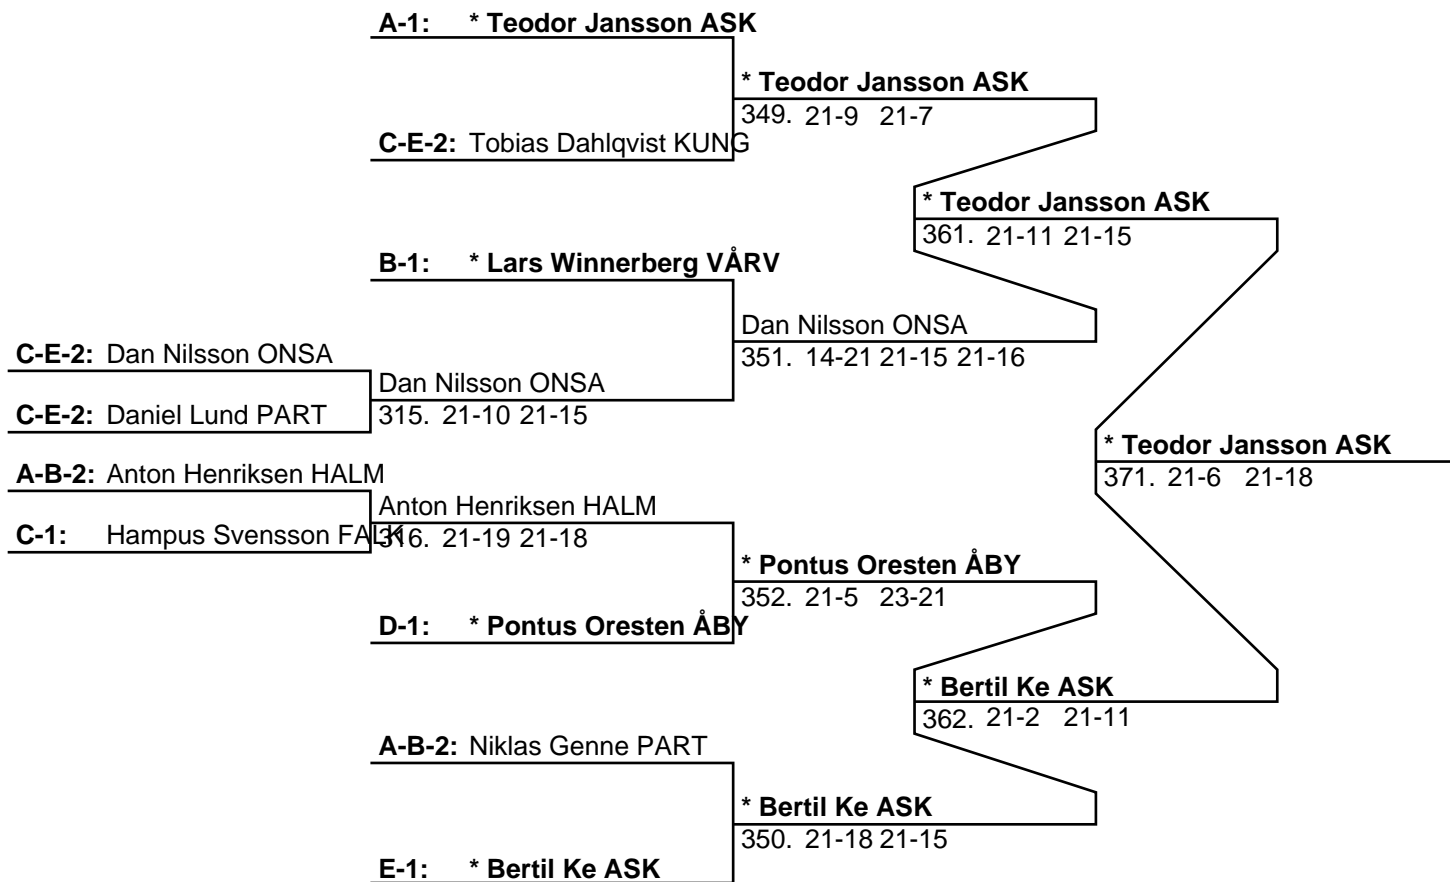 A-1: * Teodor Jansson ASK
* Teodor Jansson ASK
349. 21-9 21-7
C-E-2: Tobias Dahlqvist KUNG
* Teodor Jansson ASK
361. 21-11 21-15
B-1: * Lars Winnerberg VÅRV
Dan Nilsson ONSA
351. 14-21 21-15 21-16
C-E-2: Dan Nilsson ONSA
Dan Nilsson ONSA
315. 21-10 21-15
C-E-2: Daniel Lund PART
* Teodor Jansson ASK
371. 21-6 21-18
A-B-2: Anton Henriksen HALM
Anton Henriksen HALM
316. 21-19 21-18
C-1: Hampus Svensson FALK
* Pontus Oresten ÅBY
352. 21-5 23-21
D-1: * Pontus Oresten ÅBY
* Bertil Ke ASK
362. 21-2 21-11
A-B-2: Niklas Genne PART
* Bertil Ke ASK
350. 21-18 21-15
E-1: * Bertil Ke ASK